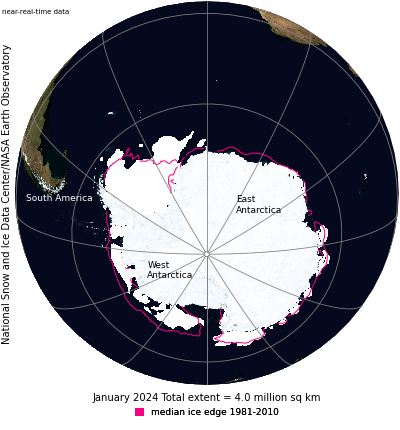 near-real-time data
National Snow and Ice Data Center/NASA Earth Observatory
South America
East
Antarctica
West
Antarctica
January 2024 Total extent = 4.0 million sq km
median ice edge 1981-2010